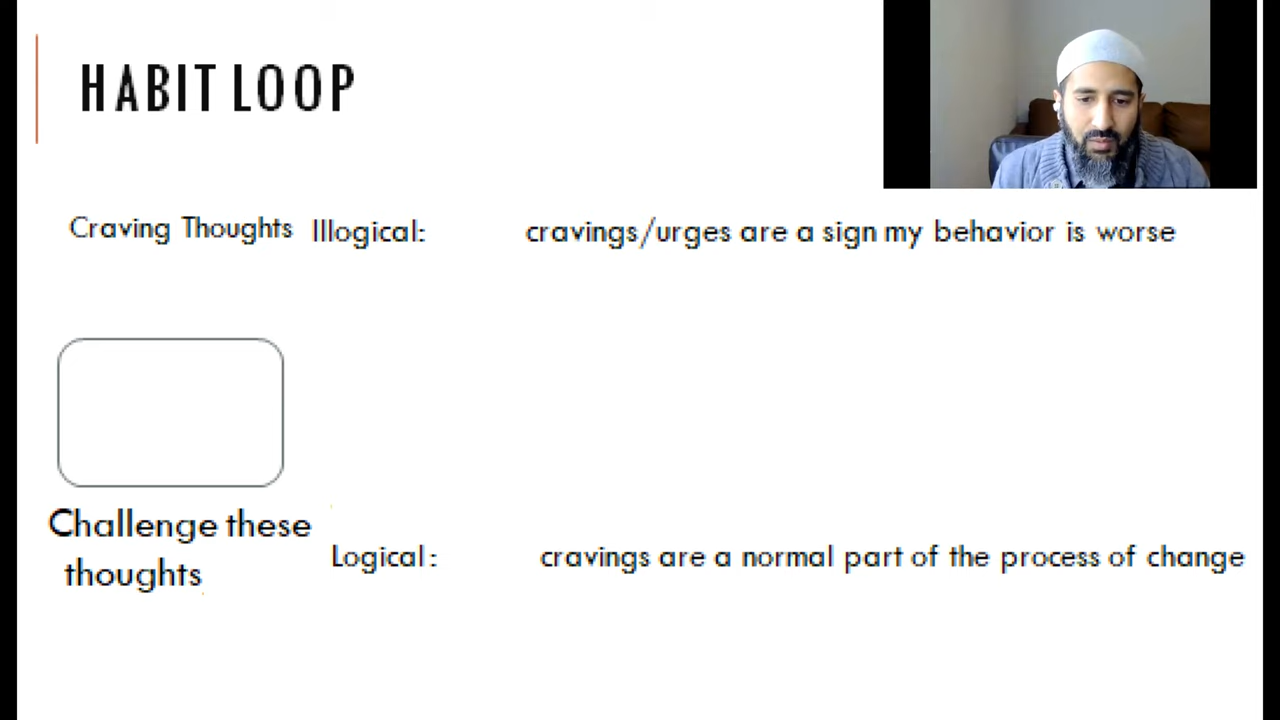 HABIT LOOP
Craving Thoughts Illogical: cravings/urges are a sign my behavior is worse
Challenge these
thoughts
Logical: cravings are a normal part of the process of change